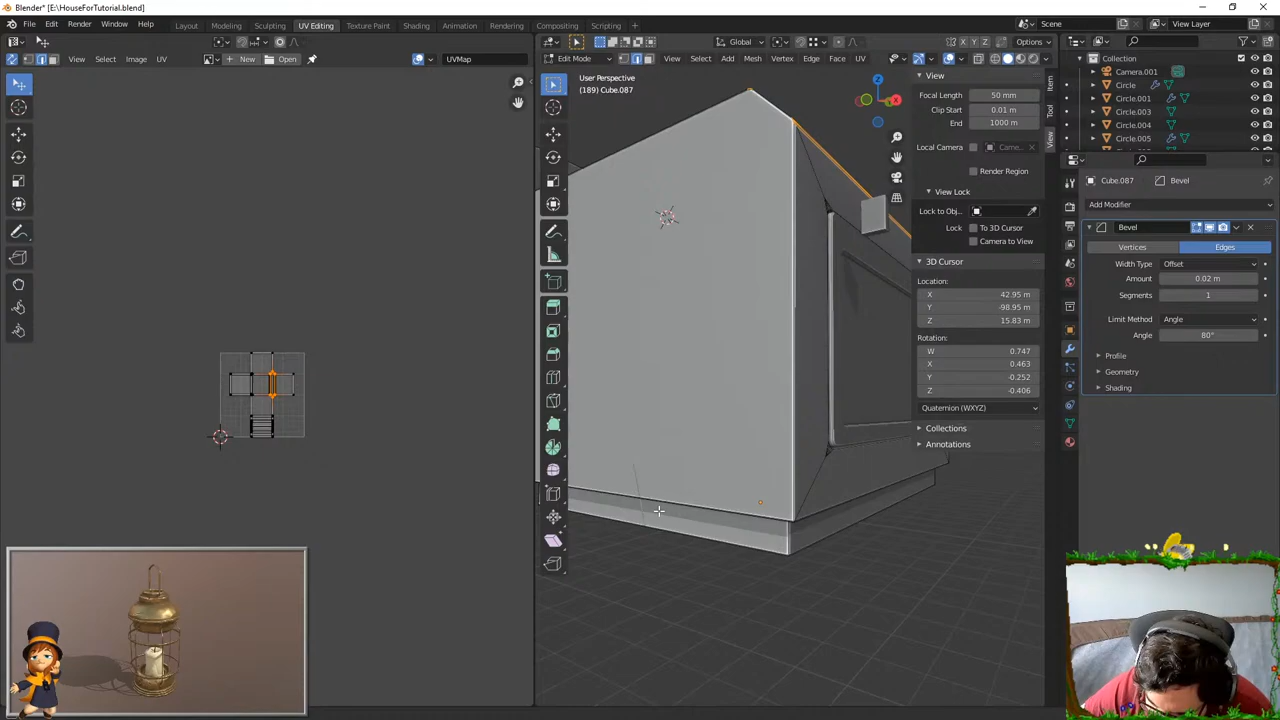 Blender* [E:\HouseForTutorial.blend]
File Edit Render Window Help Layout Modeling Sculpting UV Editing Texture Paint Shading Animation Rendering Compositing Scripting Scene View Layer
Global Options
View Select Image UV New Open UVMap
Edit Mode View Select Add Mesh Vertex Edge Face UV
User Perspective
(189) Cube.087
Z
X
View
Focal Length 50 mm
Clip Start 0.01 m
End 1000 m
Local Camera Came...
Render Region
View Lock
Lock to Obj...
Lock To 3D Cursor
Camera to View
3D Cursor
Location:
X 42.95 m
Y -98.95 m
Z 15.83 m
Rotation:
W 0.747
X 0.463
Y -0.252
Z -0.406
Quaternion (WXYZ)
Collections
Annotations
Item
Tool
View
Collection
Camera.001
Circle
Circle.001
Circle.003
Circle.004
Circle.005
Cube.087 Bevel
Add Modifier
Bevel
Vertices Edges
Width Type Offset
Amount 0.02 m
Segments 1
Limit Method Angle
Angle 80°
Profile
Geometry
Shading